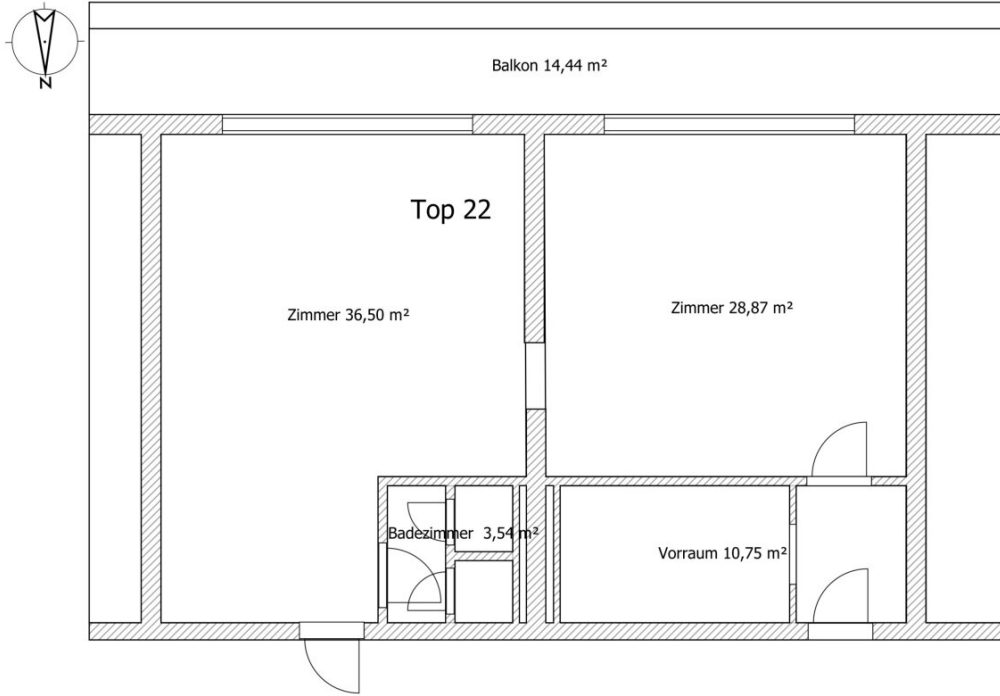 N
Balkon 14,44 m²
Top 22
Zimmer 36,50 m²
Zimmer 28,87 m²
Badezimmer 3,54 m²
Vorraum 10,75 m²